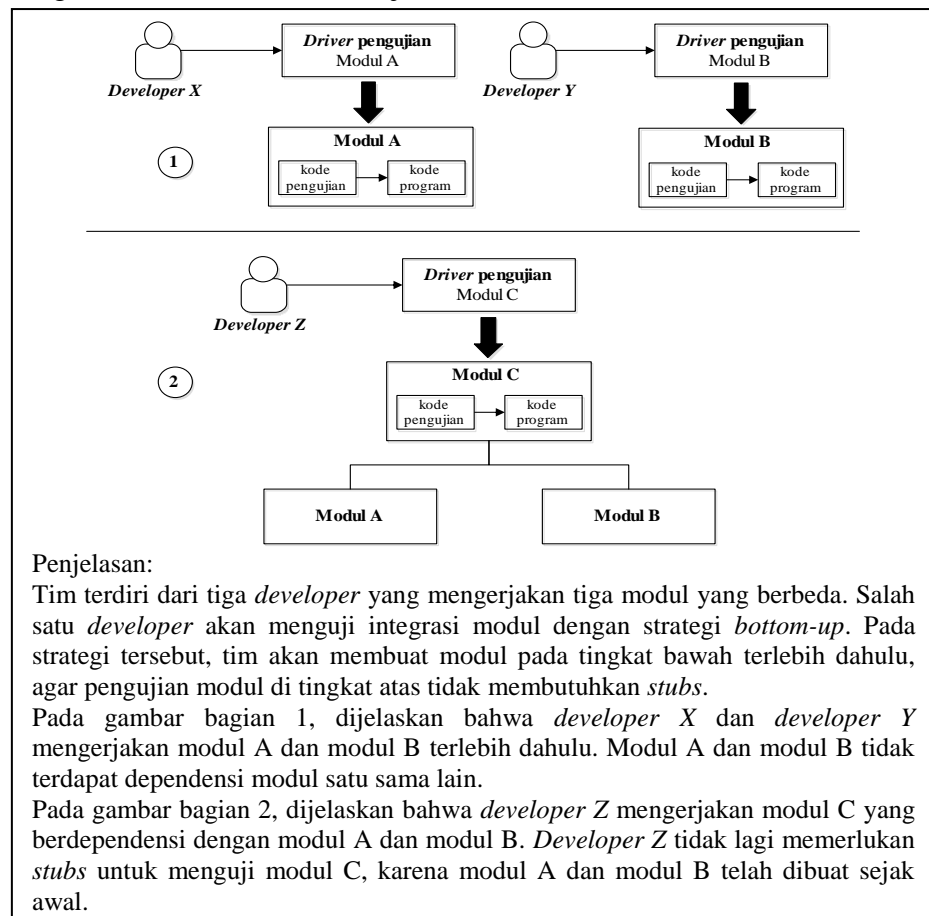 Driver pengujian
Modul A
Developer X
Driver pengujian
Modul B
Developer Y
1
Modul A
kode
pengujian
kode
program
Modul B
kode
pengujian
kode
program
Driver pengujian
Modul C
Developer Z
2
Modul C
kode
pengujian
kode
program
Modul A
Modul B
Penjelasan:
Tim terdiri dari tiga developer yang mengerjakan tiga modul yang berbeda. Salah
satu developer akan menguji integrasi modul dengan strategi bottom-up. Pada
strategi tersebut, tim akan membuat modul pada tingkat bawah terlebih dahulu,
agar pengujian modul di tingkat atas tidak membutuhkan stubs.
Pada gambar bagian 1, dijelaskan bahwa developer X dan developer Y
mengerjakan modul A dan modul B terlebih dahulu. Modul A dan modul B tidak
terdapat dependensi modul satu sama lain.
Pada gambar bagian 2, dijelaskan bahwa developer Z mengerjakan modul C yang
berdependensi dengan modul A dan modul B. Developer Z tidak lagi memerlukan
stubs untuk menguji modul C, karena modul A dan modul B telah dibuat sejak
awal.